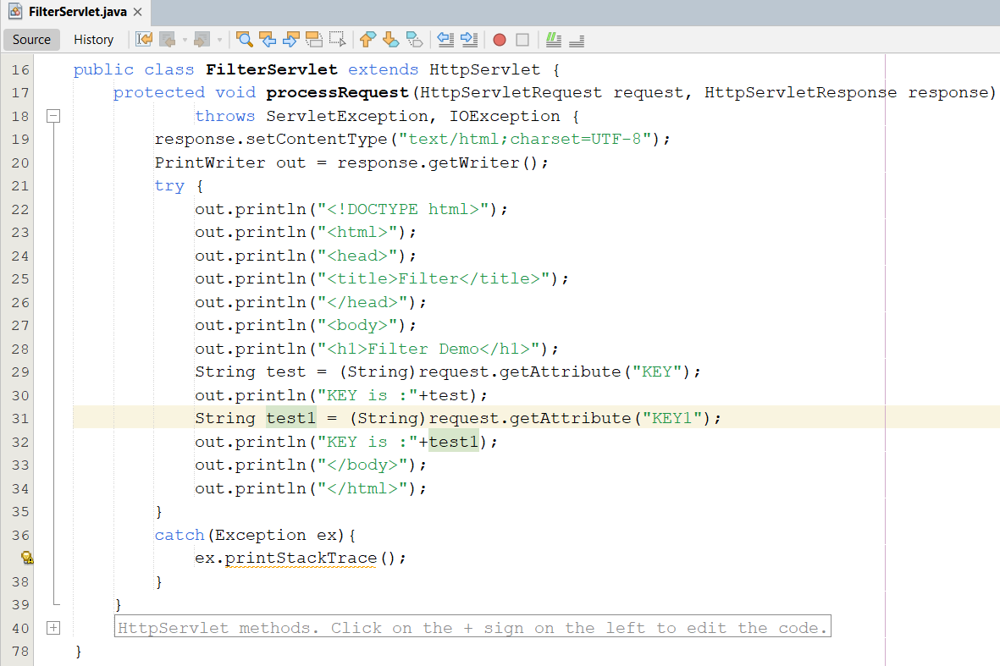 FilterServlet.java
Source History
16 public class FilterServlet extends HttpServlet {
17 protected void processRequest(HttpServletRequest request, HttpServletResponse response)
18 throws ServletException, IOException {
19 response.setContentType("text/html;charset=UTF-8");
20 PrintWriter out = response.getWriter();
21 try {
22 out.println("<!DOCTYPE html>");
23 out.println("<html>");
24 out.println("<head>");
25 out.println("<title>Filter</title>");
26 out.println("</head>");
27 out.println("<body>");
28 out.println("<h1>Filter Demo</h1>");
29 String test = (String)request.getAttribute("KEY");
30 out.println("KEY is :"+test);
31 String test1 = (String)request.getAttribute("KEY1");
32 out.println("KEY is :"+test1);
33 out.println("</body>");
34 out.println("</html>");
35 }
36 catch(Exception ex){
ex.printStackTrace();
38 }
39 }
40 HttpServlet methods. Click on the + sign on the left to edit the code.
78 }